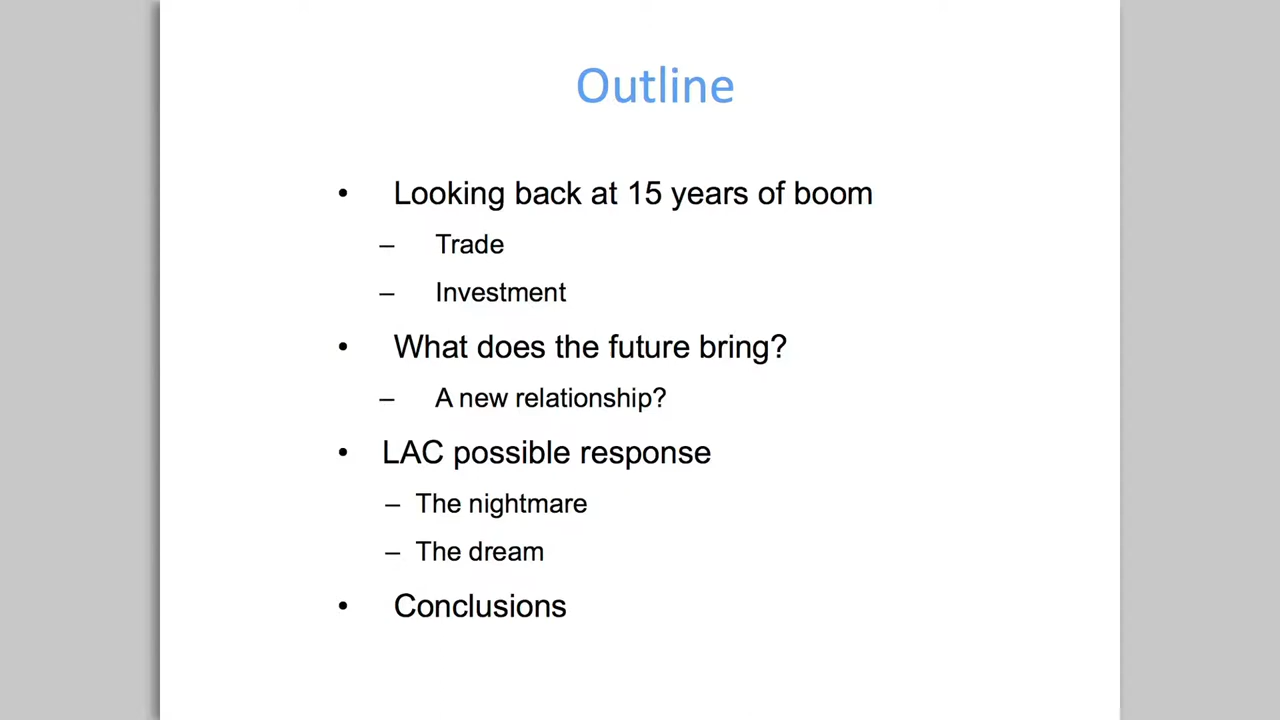 Outline
• Looking back at 15 years of boom
– Trade
– Investment
• What does the future bring?
– A new relationship?
• LAC possible response
– The nightmare
– The dream
• Conclusions